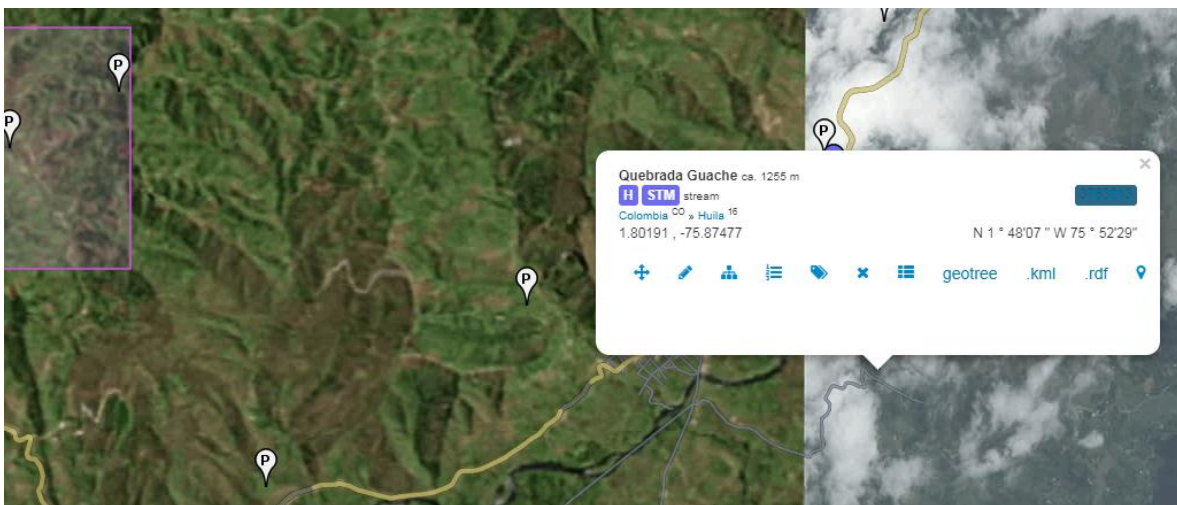 P
P
P
Quebrada Guache ca. 1255 m
×
H STM stream
Colombia CO » Huila 16
1.80191 , -75.87477 N 1 ° 48'07 " W 75 ° 52'29"
P
geotree .kml .rdf
P